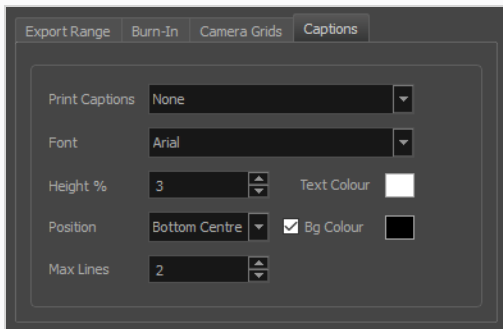 Export Range Burn-In Camera Grids Captions
Print Captions None
Font Arial
Height % 3 Text Colour
Position Bottom Centre Bg Colour
Max Lines 2